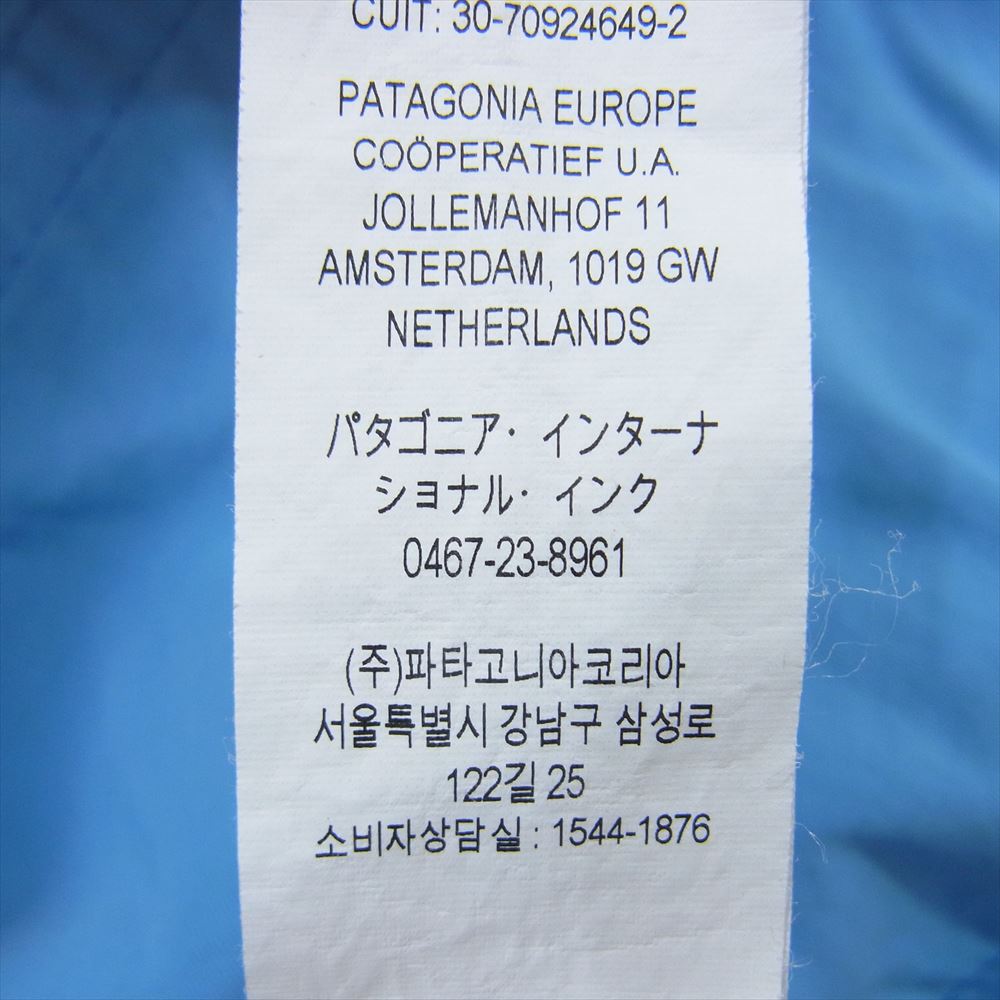 CUIT: 30-70924649-2
PATAGONIA EUROPE
COÖPERATIEF U.A.
JOLLEMANHOF 11
AMSTERDAM, 1019 GW
NETHERLANDS
パタゴニア・インターナ
ショナル・インク
0467-23-8961
(주)파타고니아코리아
서울특별시 강남구 삼성로
122길 25
소비자상담실 : 1544-1876